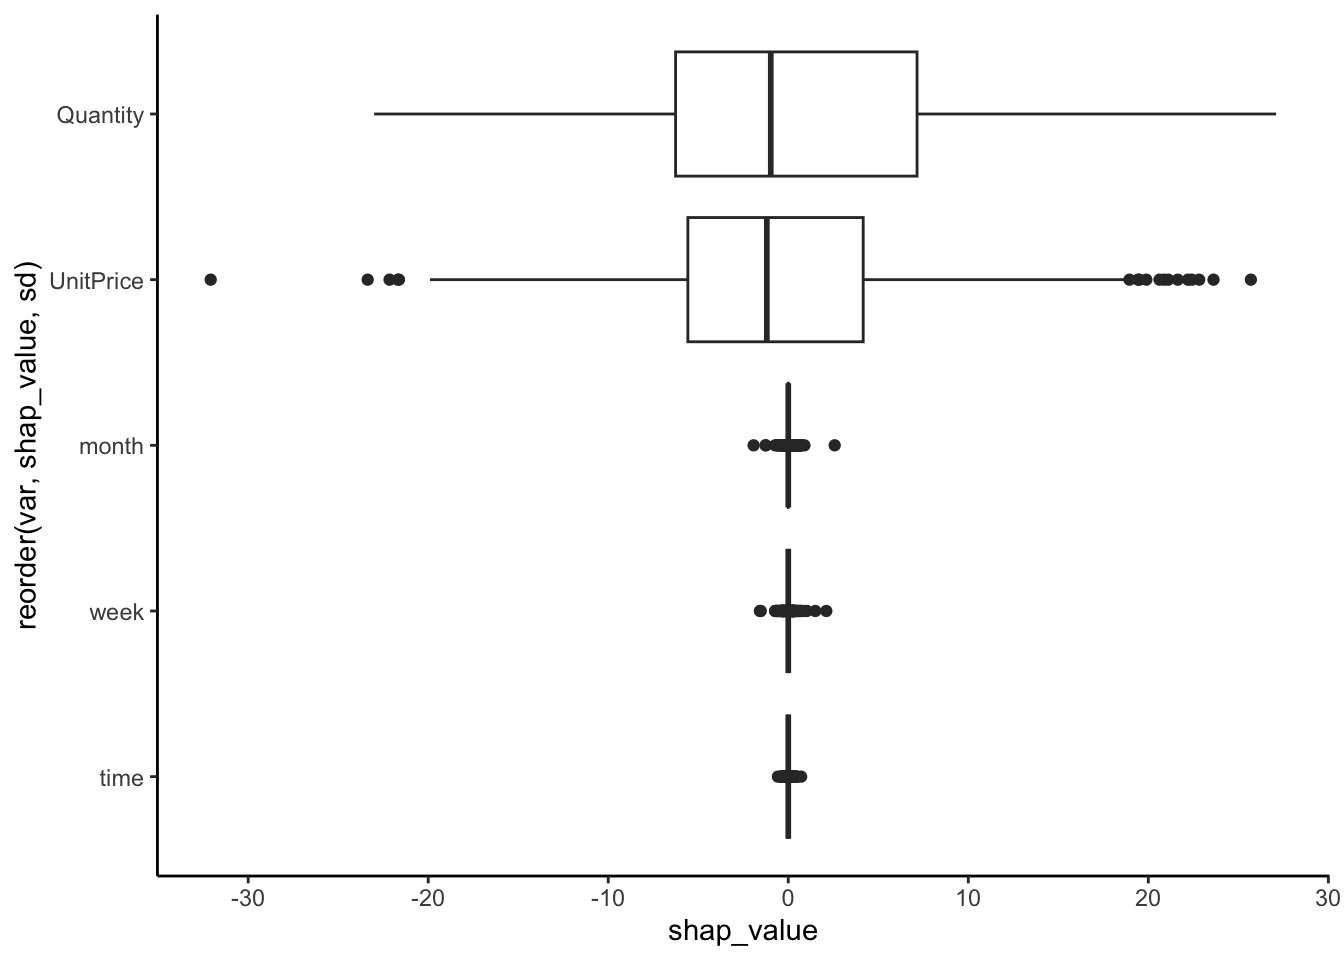 reorder(var, shap_value, sd)
Quantity
UnitPrice
month
week
time
-30 -20 -10 0 10 20 30
shap_value